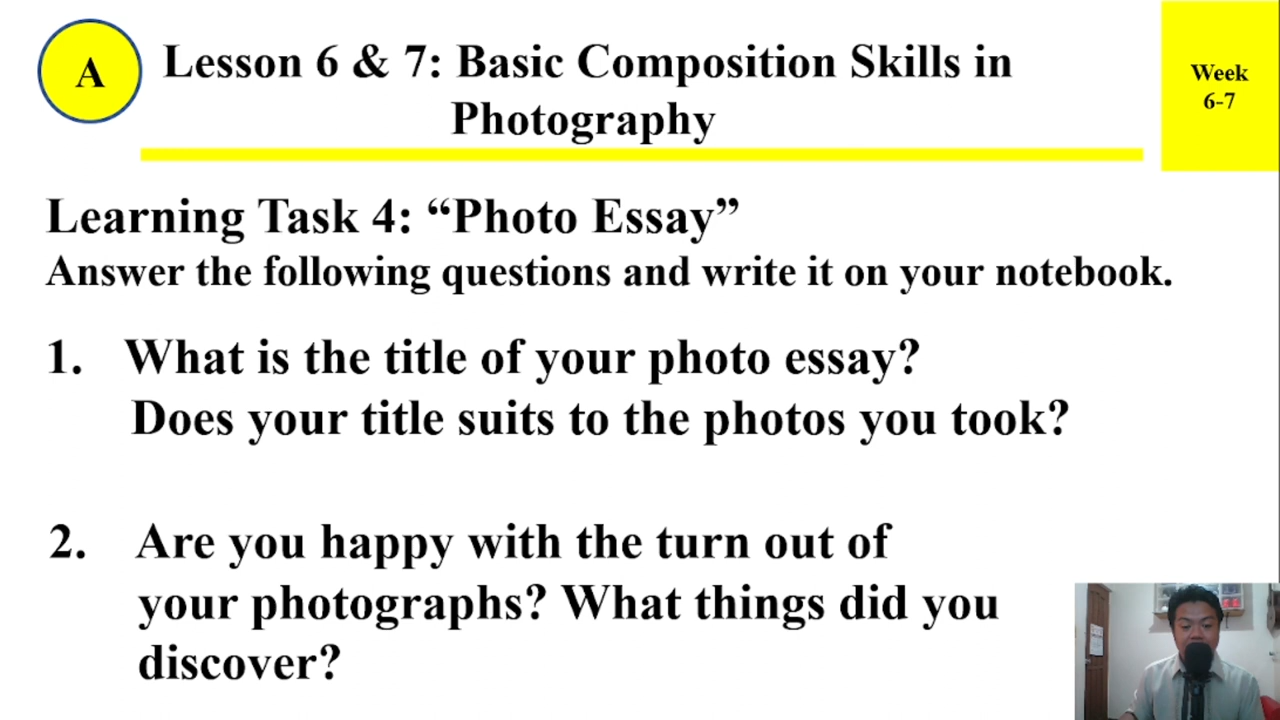 A
Lesson 6 & 7: Basic Composition Skills in
Photography
Week
6-7
Learning Task 4: “Photo Essay”
Answer the following questions and write it on your notebook.
1. What is the title of your photo essay?
Does your title suits to the photos you took?
2. Are you happy with the turn out of
your photographs? What things did you
discover?